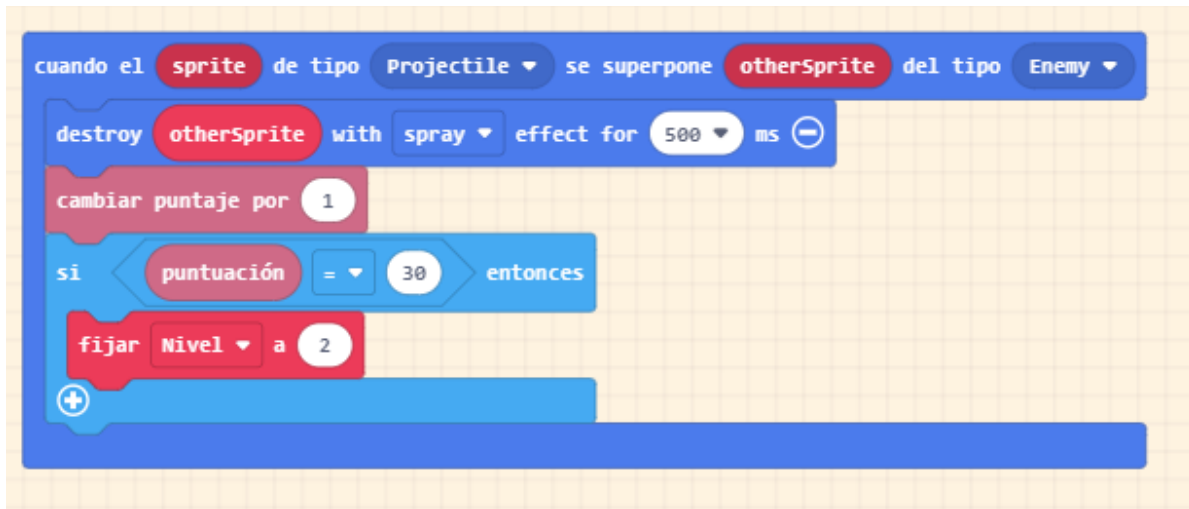 cuando el sprite de tipo Projectile se superpone otherSprite del tipo Enemy
destroy otherSprite with spray effect for 500 ms
cambiar puntaje por 1
si puntuación = 30 entonces
fijar Nivel a 2